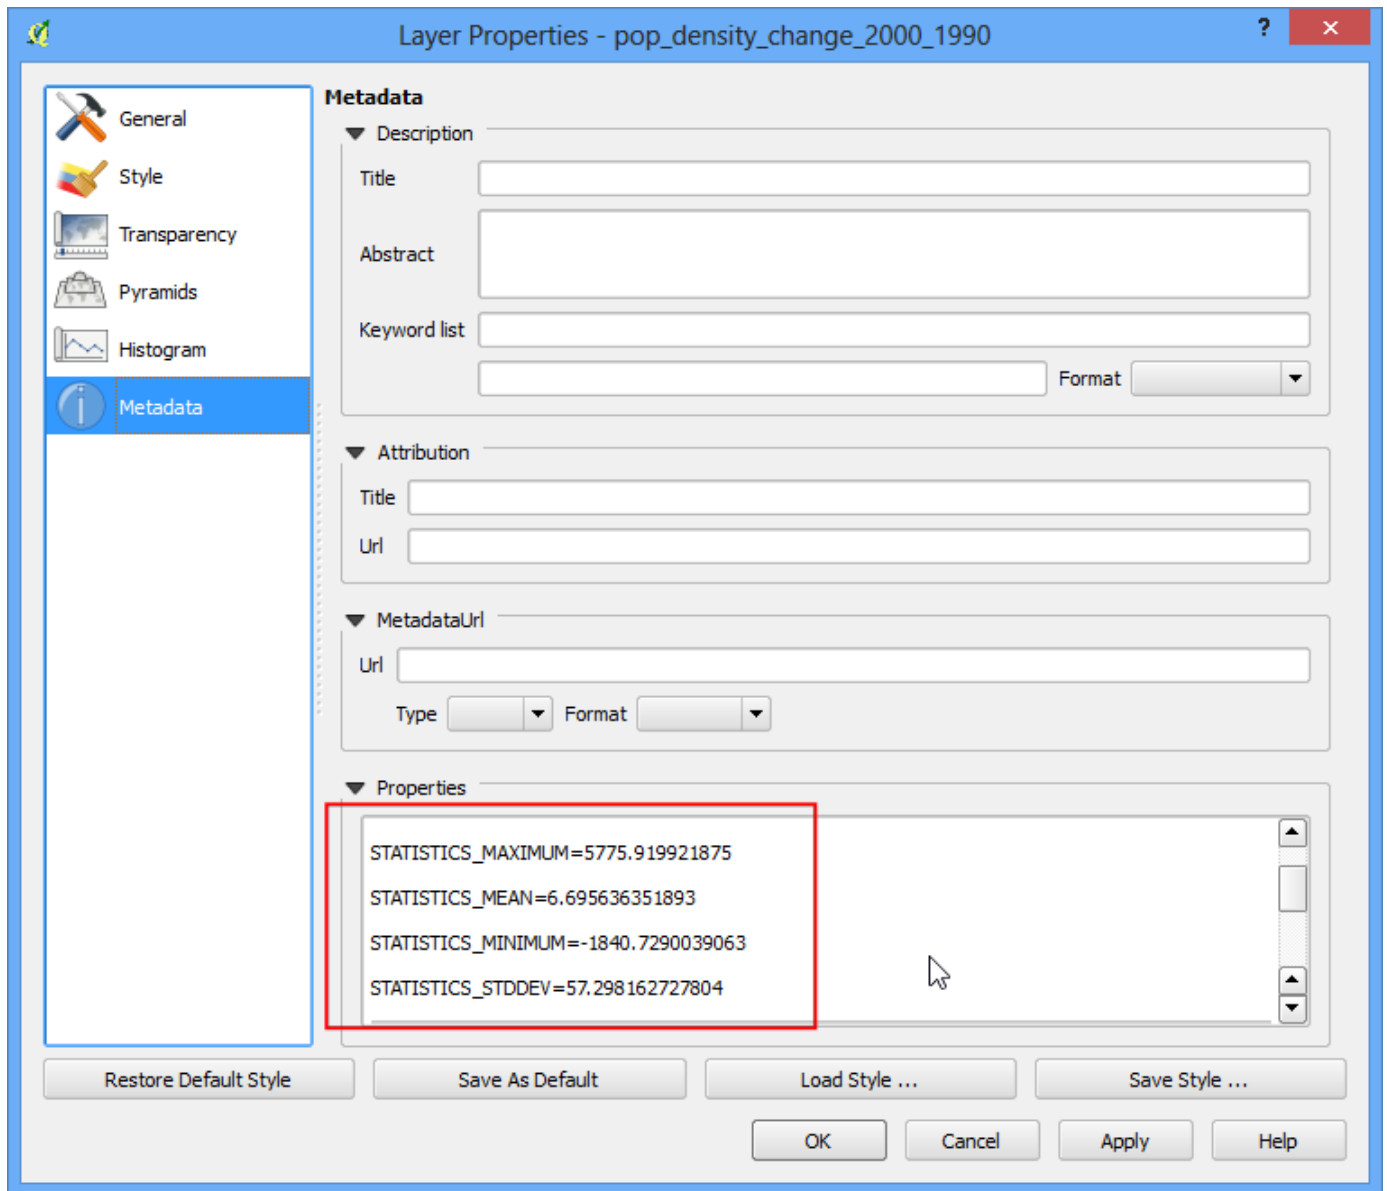 Layer Properties - pop_density_change_2000_1990
?
General
Style
Transparency
Pyramids
Histogram
Metadata
Metadata
Description
Title
Abstract
Keyword list
Format
Attribution
Title
Url
MetadataUrl
Url
Type Format
Properties
STATISTICS_MAXIMUM=5775.919921875
STATISTICS_MEAN=6.695636351893
STATISTICS_MINIMUM=-1840.7290039063
STATISTICS_STDDEV=57.298162727804
Restore Default Style Save As Default Load Style ... Save Style ...
OK Cancel Apply Help